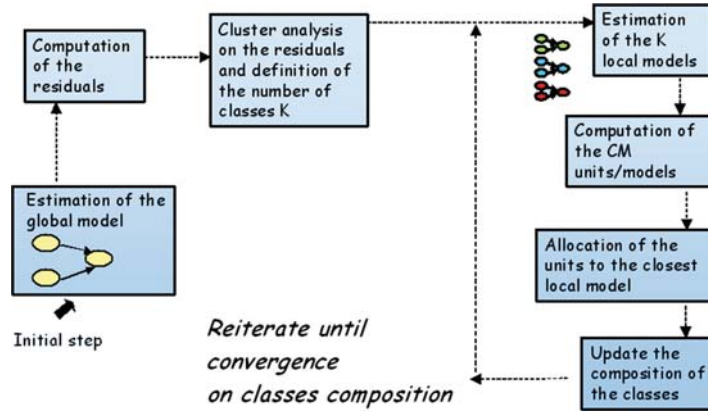 Estimation of the
global model
Initial step
Computation
of the
residuals
Cluster analysis
on the residuals
and definition of
the number of
classes K
Estimation
of the K
local models
Computation of
the CM
units/models
Allocation of the
units to the closest
local model
Update the
composition of
the classes
Reiterate until
convergence
on classes composition